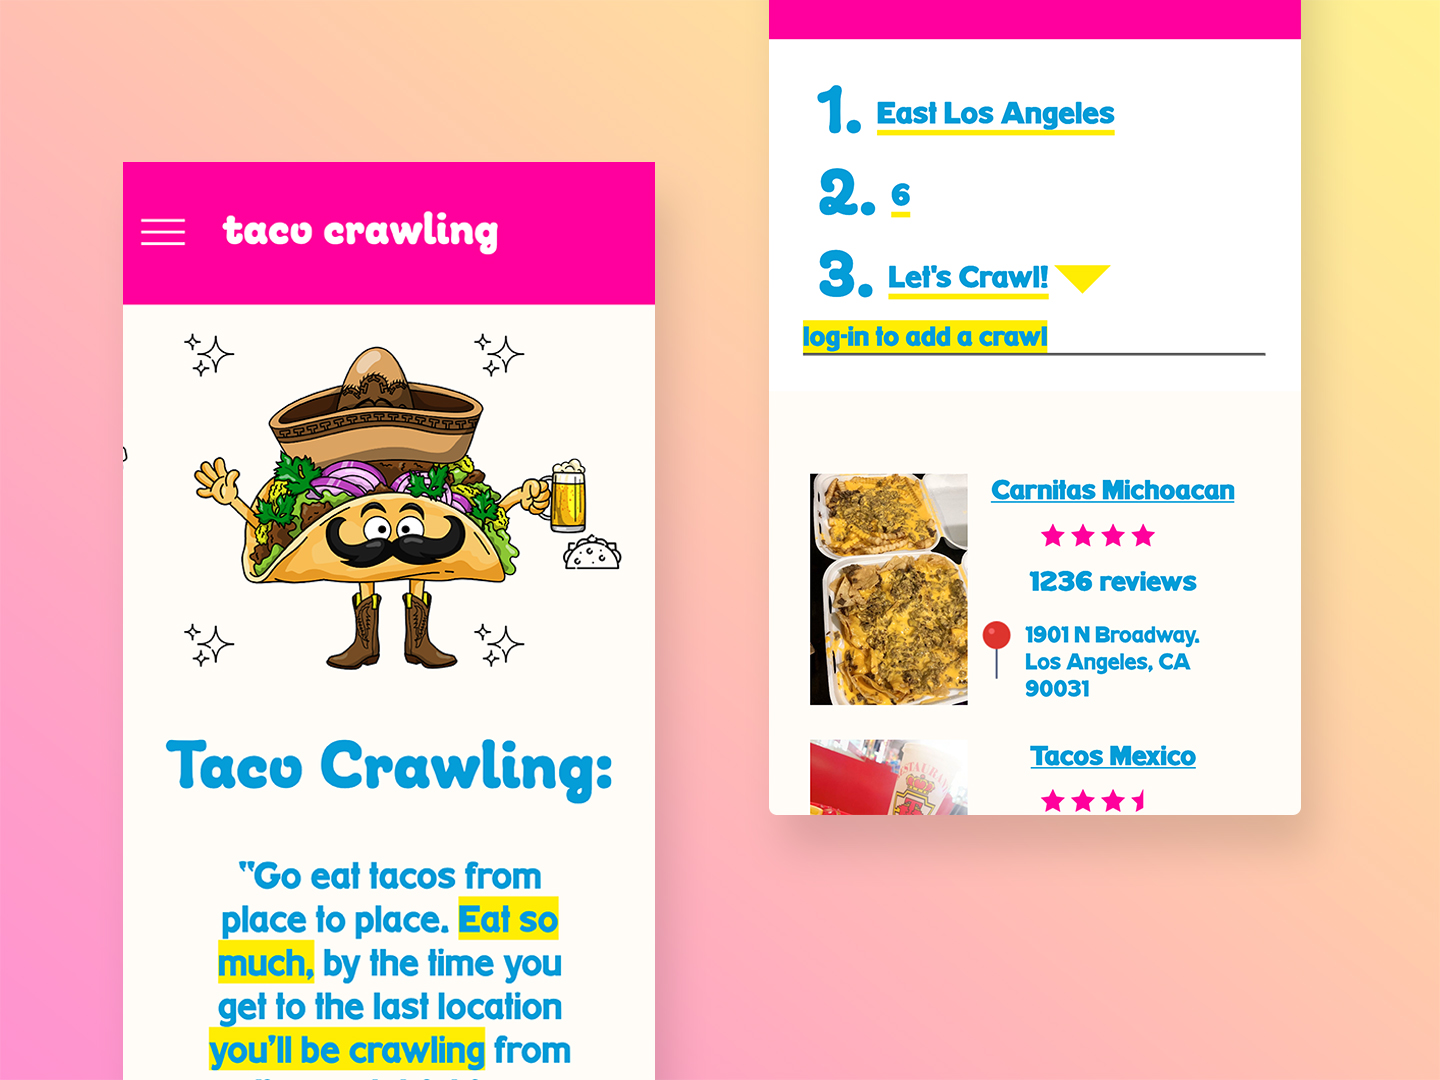 taco crawling
Taco Crawling:
"Go eat tacos from
place to place. Eat so
much, by the time you
get to the last location
you'll be crawling from
1. East Los Angeles
2. 6
3. Let's Crawl!
log-in to add a crawl
Carnitas Michoacan
1236 reviews
1901 N Broadway.
Los Angeles, CA
90031
Tacos Mexico